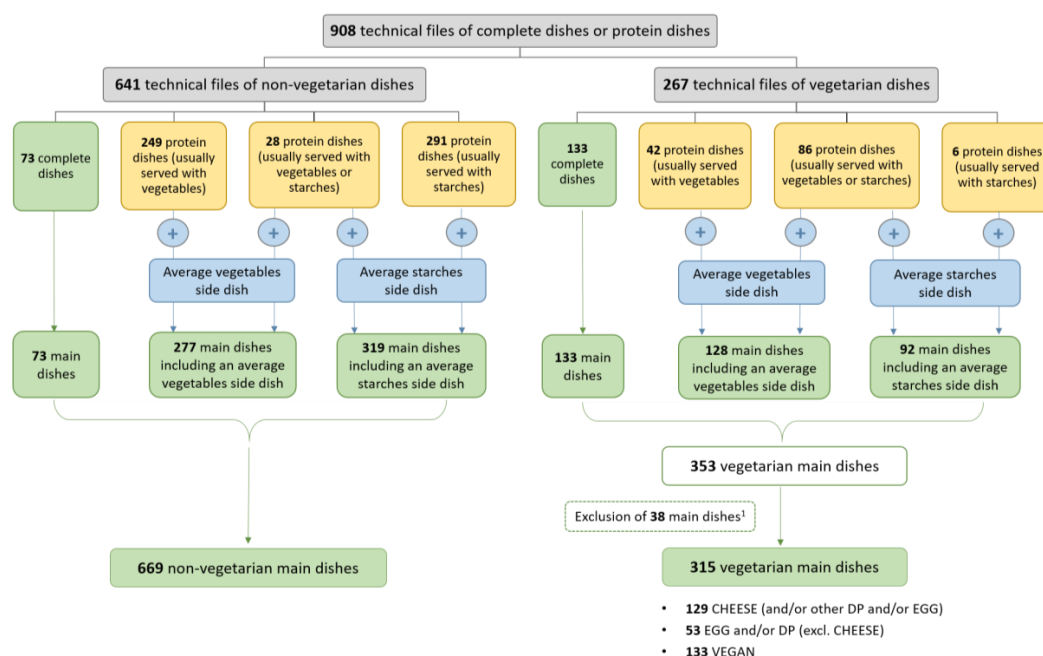 908 technical files of complete dishes or protein dishes
641 technical files of non-vegetarian dishes
267 technical files of vegetarian dishes
73 complete
dishes
249 protein
dishes (usually
served with
vegetables)
28 protein
dishes (usually
served with
vegetables or
starches)
291 protein
dishes (usually
served with
starches)
133
complete
dishes
42 protein dishes
(usually served
with vegetables
86 protein dishes
(usually served with
vegetables or starches)
6 protein dishes
(usually served
with starches)
+
+
+
+
+
+
+
+
Average vegetables
side dish
Average starches
side dish
Average vegetables
side dish
Average starches
side dish
73 main
dishes
277 main dishes
including an average
vegetables side dish
319 main dishes
including an average
starches side dish
133 main
dishes
128 main dishes
including an average
vegetables side dish
92 main dishes
including an average
starches side dish
353 vegetarian main dishes
Exclusion of 38 main dishes¹
669 non-vegetarian main dishes
315 vegetarian main dishes
• 129 CHEESE (and/or other DP and/or EGG)
• 53 EGG and/or DP (excl. CHEESE)
• 133 VEGAN